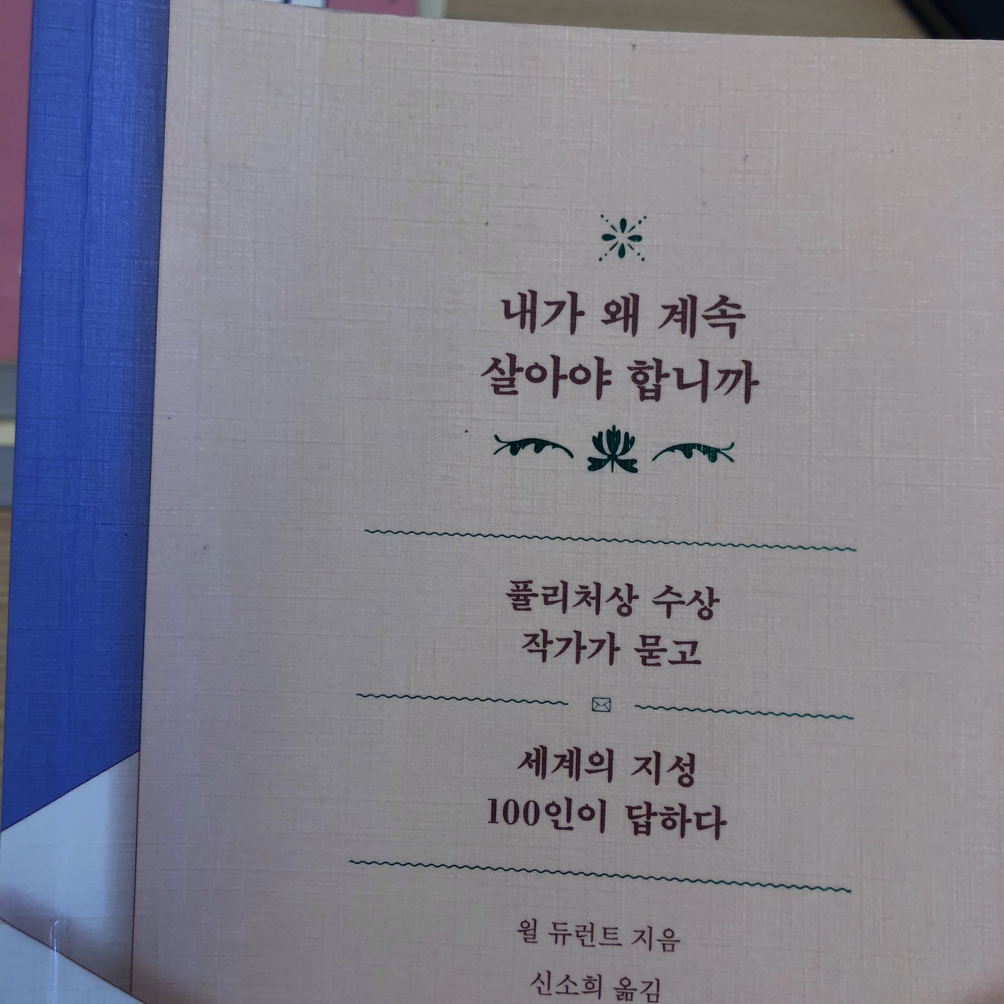 내가 왜 계속
살아야 합니까
퓰리처상 수상
작가가 묻고
세계의 지성
100인이 답하다
윌 듀런트 지음
신소희 옮김